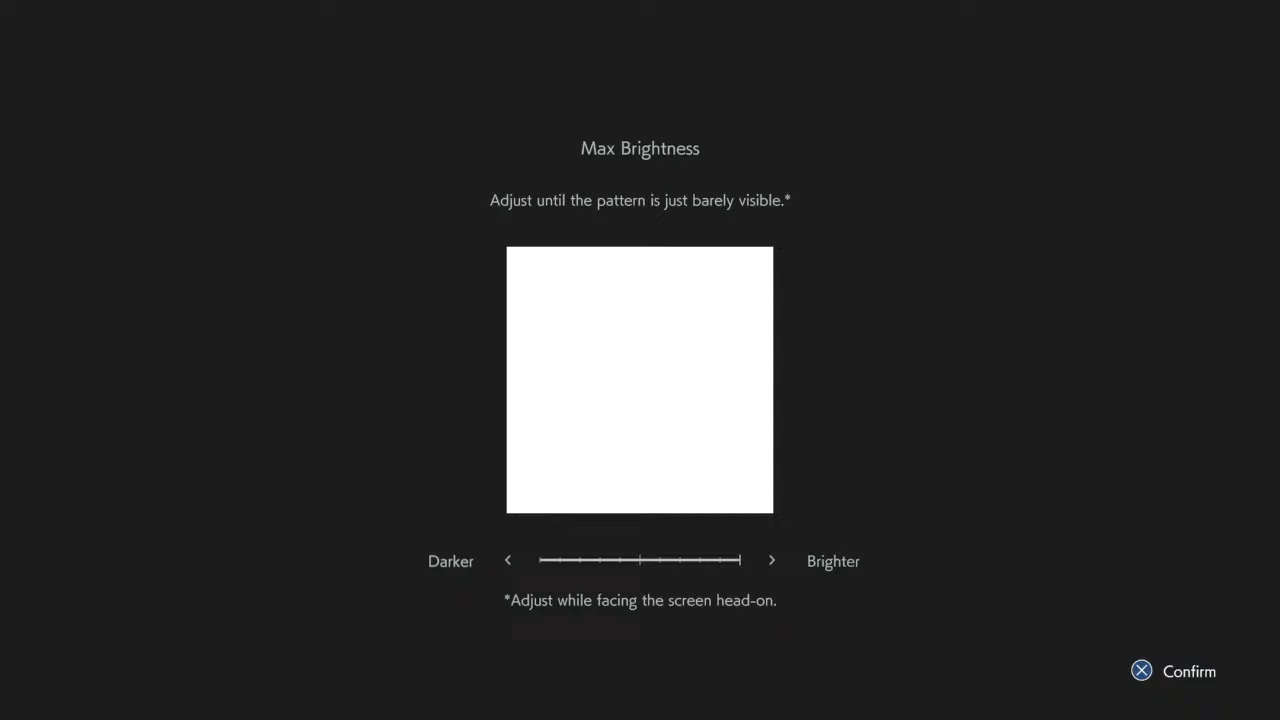 Max Brightness
Adjust until the pattern is just barely visible.*
Darker Brighter
*Adjust while facing the screen head-on.
Confirm